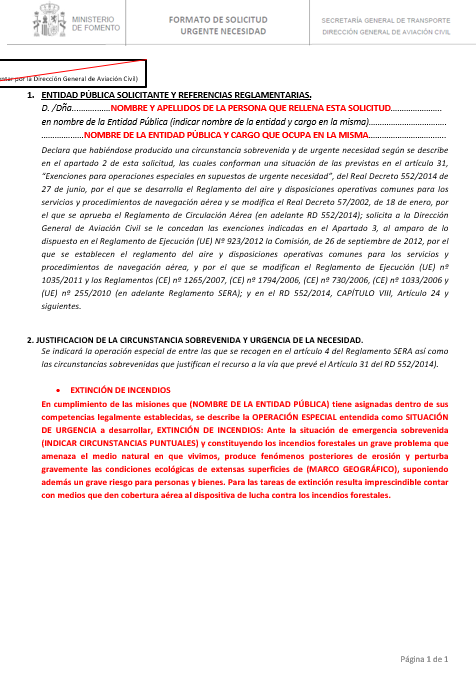 MINISTERIO
DE FOMENTO
FORMATO DE SOLICITUD
URGENTE NECESIDAD
SECRETARÍA GENERAL DE TRANSPORTE
DIRECCIÓN GENERAL DE AVIACIÓN CIVIL
por la Dirección General de Aviación Civil)
1. ENTIDAD PÚBLICA SOLICITANTE Y REFERENCIAS REGLAMENTARIAS.
D. /Dña...............NOMBRE Y APELLIDOS DE LA PERSONA QUE RELLENA ESTA SOLICITUD....................
en nombre de la Entidad Pública (indicar nombre de la entidad y cargo en la misma)..............................
.................NOMBRE DE LA ENTIDAD PÚBLICA Y CARGO QUE OCUPA EN LA MISMA..............................
Declara que habiéndose producido una circunstancia sobrevenida y de urgente necesidad según se describe
en el apartado 2 de esta solicitud, las cuales conforman una situación de las previstas en el artículo 31,
“Exenciones para operaciones especiales en supuestos de urgente necesidad”, del Real Decreto 552/2014 de
27 de junio, por el que se desarrolla el Reglamento del aire y disposiciones operativas comunes para los
servicios y procedimientos de navegación aérea y se modifica el Real Decreto 57/2002, de 18 de enero, por
el que se aprueba el Reglamento de Circulación Aérea (en adelante RD 552/2014); solicita a la Dirección
General de Aviación Civil se le concedan las exenciones indicadas en el Apartado 3, al amparo de lo
dispuesto en el Reglamento de Ejecución (UE) Nº 923/2012 la Comisión, de 26 de septiembre de 2012, por el
que se establecen el reglamento del aire y disposiciones operativas comunes para los servicios y
procedimientos de navegación aérea, y por el que se modifican el Reglamento de Ejecución (UE) nº
1035/2011 y los Reglamentos (CE) nº 1265/2007, (CE) nº 1794/2006, (CE) nº 730/2006, (CE) nº 1033/2006 y
(UE) nº 255/2010 (en adelante Reglamento SERA); y en el RD 552/2014, CAPÍTULO VIII, Artículo 24 y
siguientes.
2. JUSTIFICACIÓN DE LA CIRCUNSTANCIA SOBREVENIDA Y URGENCIA DE LA NECESIDAD.
Se indicará la operación especial de entre las que se recogen en el artículo 4 del Reglamento SERA así como
las circunstancias sobrevenidas que justifican el recurso a la vía que prevé el Artículo 31 del RD 552/2014).
• EXTINCIÓN DE INCENDIOS
En cumplimiento de las misiones que (NOMBRE DE LA ENTIDAD PÚBLICA) tiene asignadas dentro de sus
competencias legalmente establecidas, se describe la OPERACIÓN ESPECIAL entendida como SITUACIÓN
DE URGENCIA a desarrollar, EXTINCIÓN DE INCENDIOS: Ante la situación de emergencia sobrevenida
(INDICAR CIRCUNSTANCIAS PUNTUALES) y constituyendo los incendios forestales un grave problema que
amenaza el medio natural en que vivimos, produce fenómenos posteriores de erosión y perturba
gravemente las condiciones ecológicas de extensas superficies de (MARCO GEOGRÁFICO), suponiendo
además un grave riesgo para personas y bienes. Para las tareas de extinción resulta imprescindible contar
con medios que den cobertura aérea al dispositivo de lucha contra los incendios forestales.
Página 1 de 1